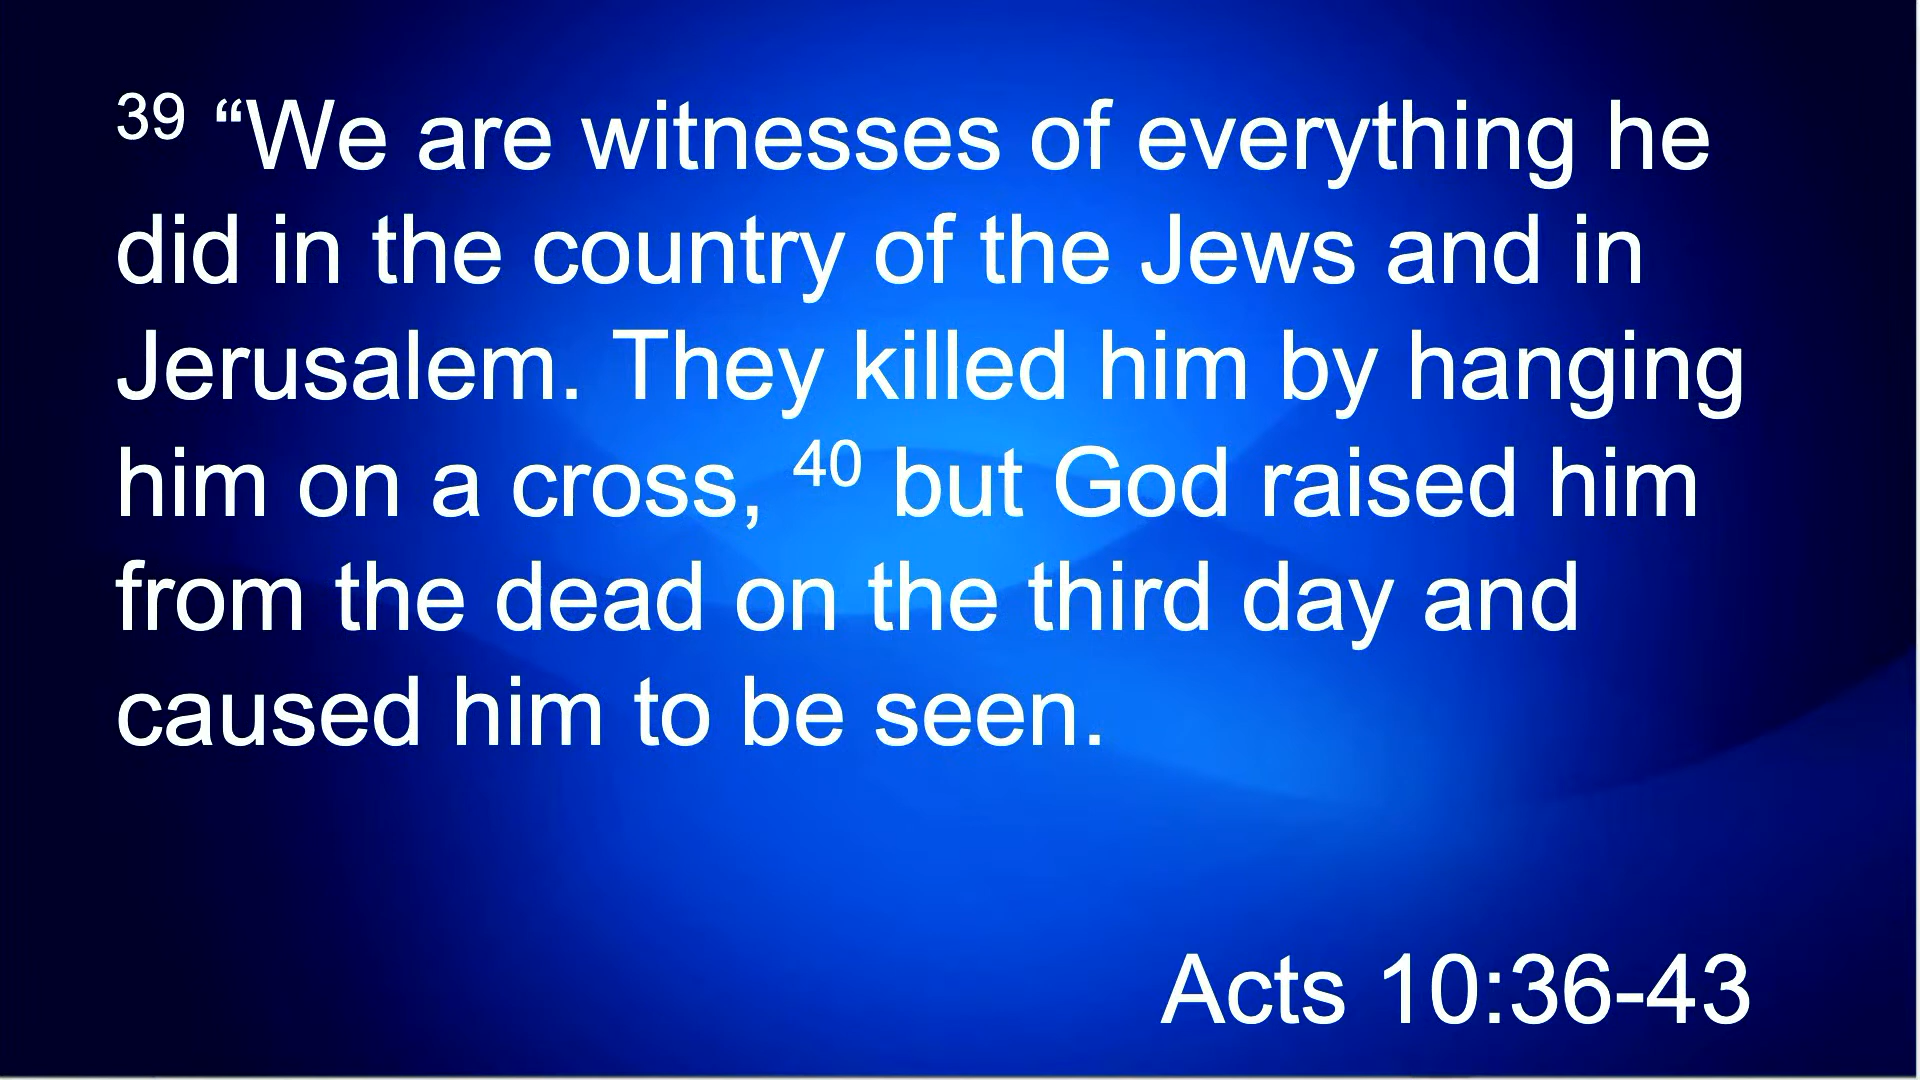 39 “We are witnesses of everything he
did in the country of the Jews and in
Jerusalem. They killed him by hanging
him on a cross, 40 but God raised him
from the dead on the third day and
caused him to be seen.
Acts 10:36-43